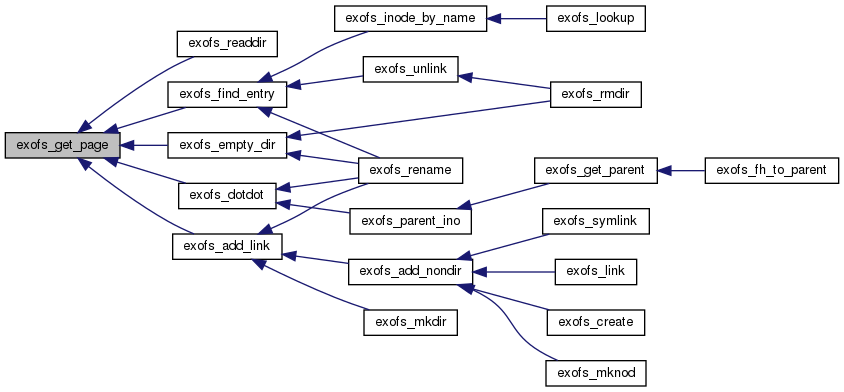 exofs_get_page
exofs_readdir
exofs_find_entry
exofs_empty_dir
exofs_dotdot
exofs_add_link
exofs_inode_by_name
exofs_unlink
exofs_rename
exofs_parent_ino
exofs_add_nondir
exofs_mkdir
exofs_lookup
exofs_rmdir
exofs_get_parent
exofs_symlink
exofs_link
exofs_create
exofs_mknod
exofs_fh_to_parent